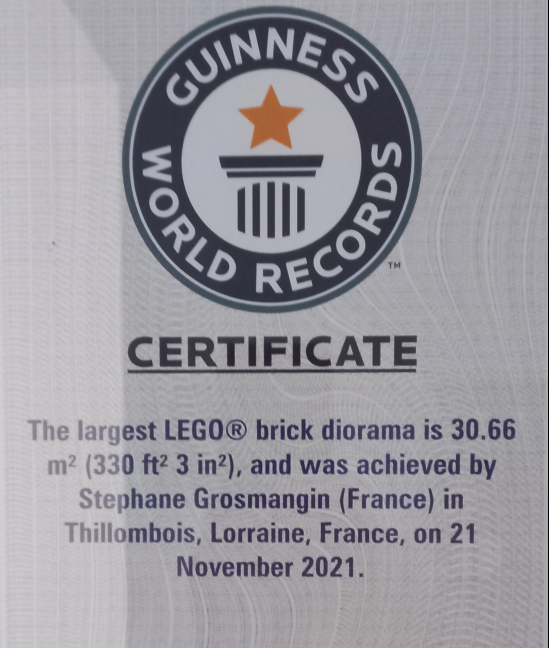 GUINNESS
WORLD RECORDS
™
CERTIFICATE
The largest LEGO® brick diorama is 30.66
m² (330 ft² 3 in²), and was achieved by
Stephane Grosmangin (France) in
Thillombois, Lorraine, France, on 21
November 2021.